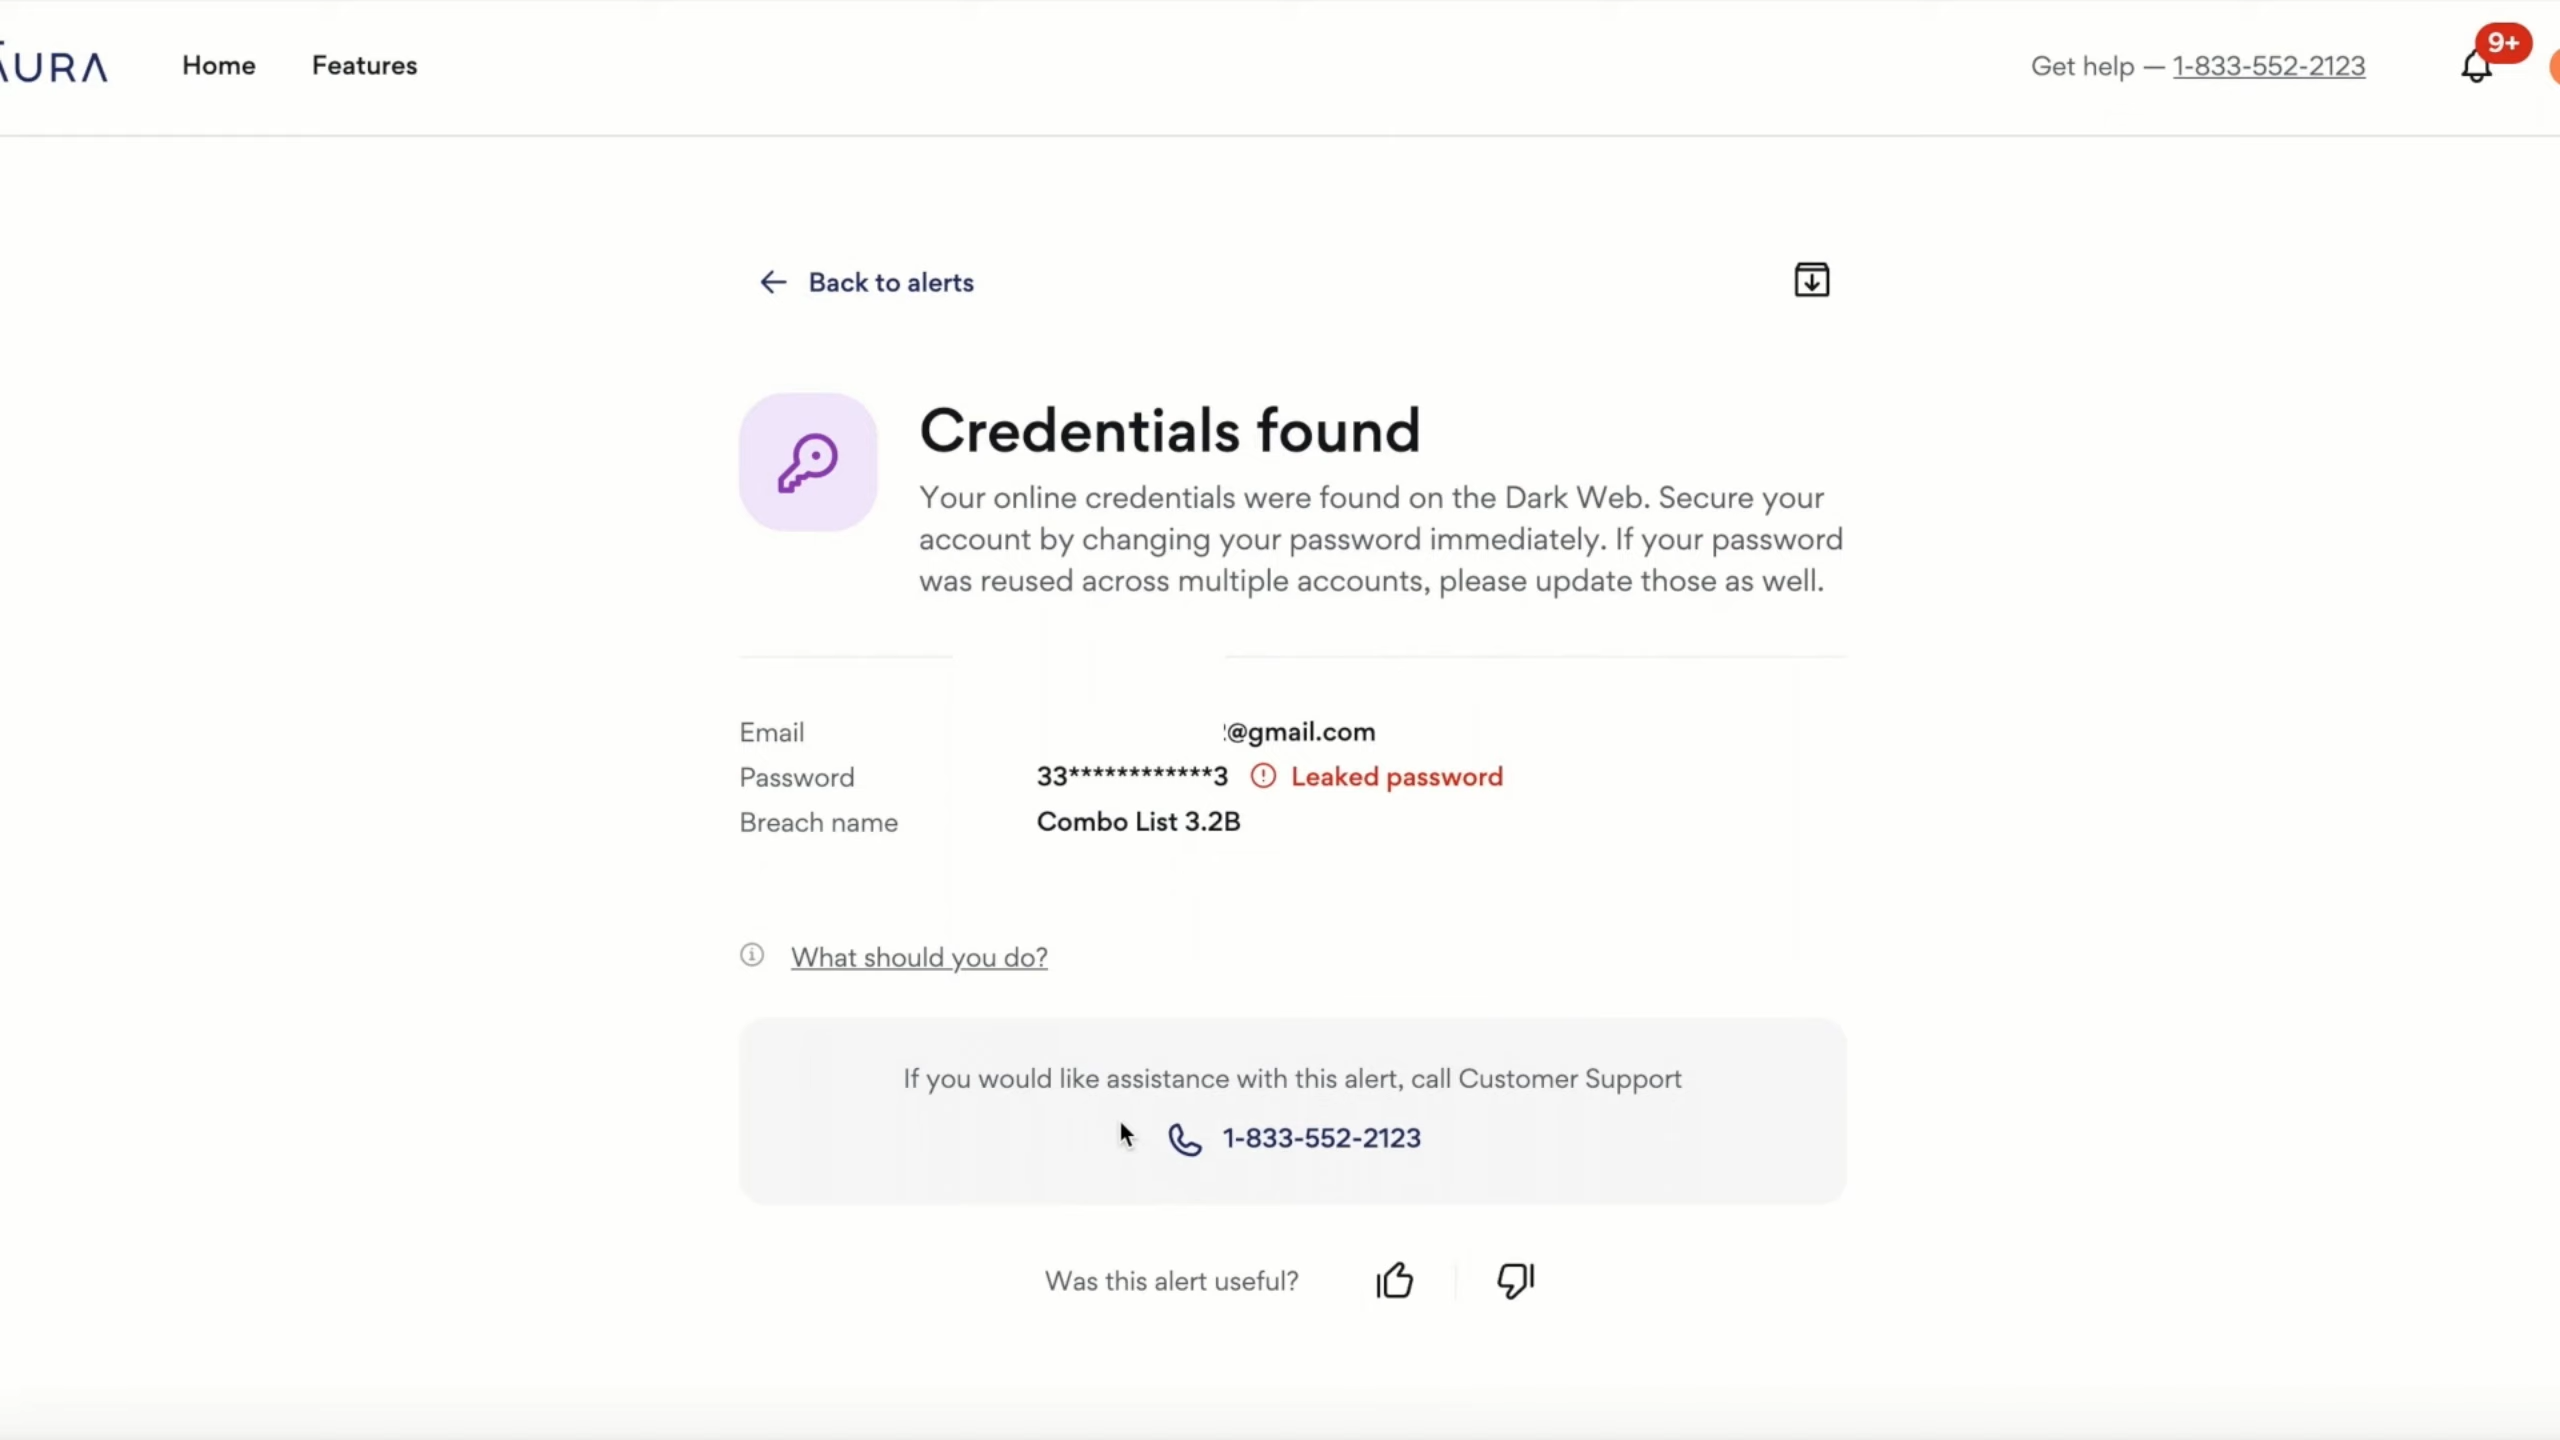 AURA
Home Features
Get help — 1-833-552-2123
9+
Back to alerts
Credentials found
Your online credentials were found on the Dark Web. Secure your
account by changing your password immediately. If your password
was reused across multiple accounts, please update those as well.
Email @gmail.com
Password 33************3 Leaked password
Breach name Combo List 3.2B
What should you do?
If you would like assistance with this alert, call Customer Support
1-833-552-2123
Was this alert useful?